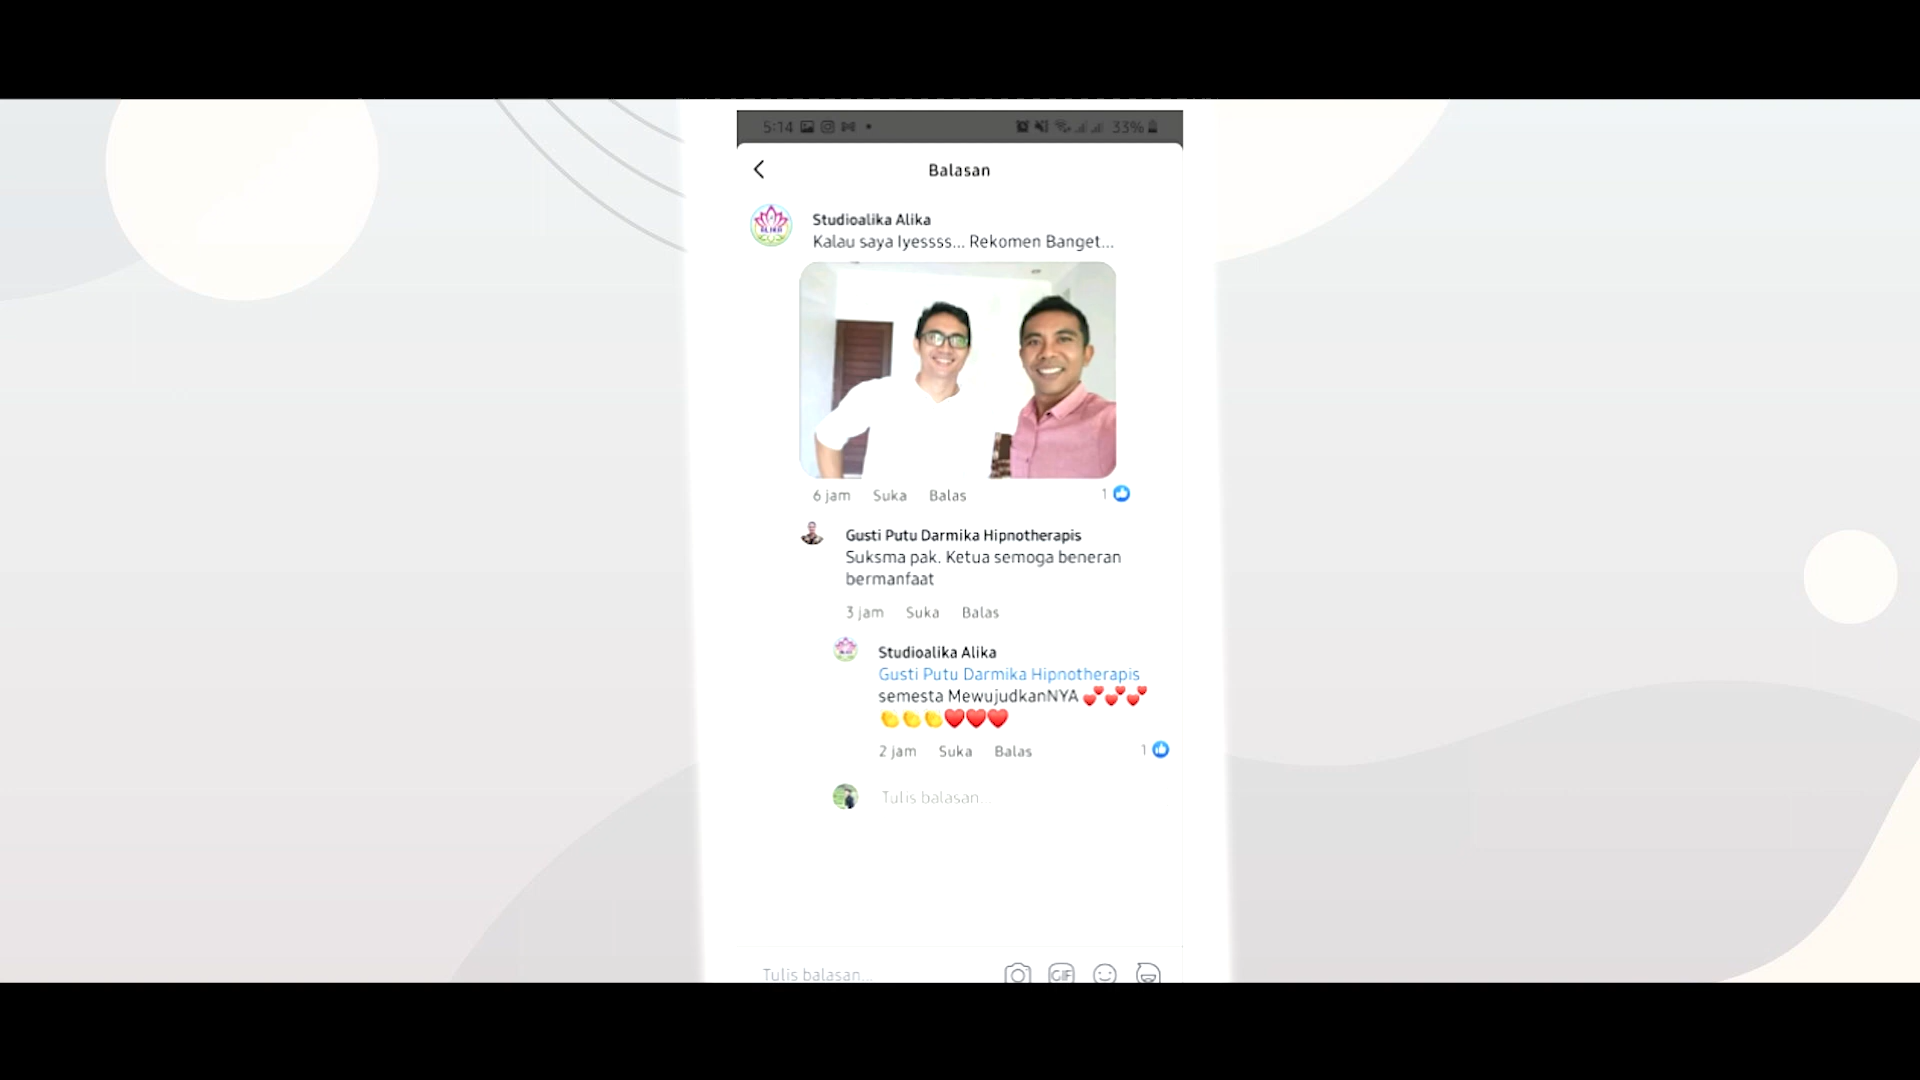 5:14
33%
Balasan
Studioalika Alika
Kalau saya Iyessss... Rekomen Banget...
6 jam Suka Balas 1
Gusti Putu Darmika Hipnotherapis
Suksma pak. Ketua semoga beneran
bermanfaat
3 jam Suka Balas
Studioalika Alika
Gusti Putu Darmika Hipnotherapis
semesta MewujudkanNYA 💕💕💕
👏👏👏❤️❤️❤️
2 jam Suka Balas 1
Tulis balasan...
Tulis balasan...
GIF